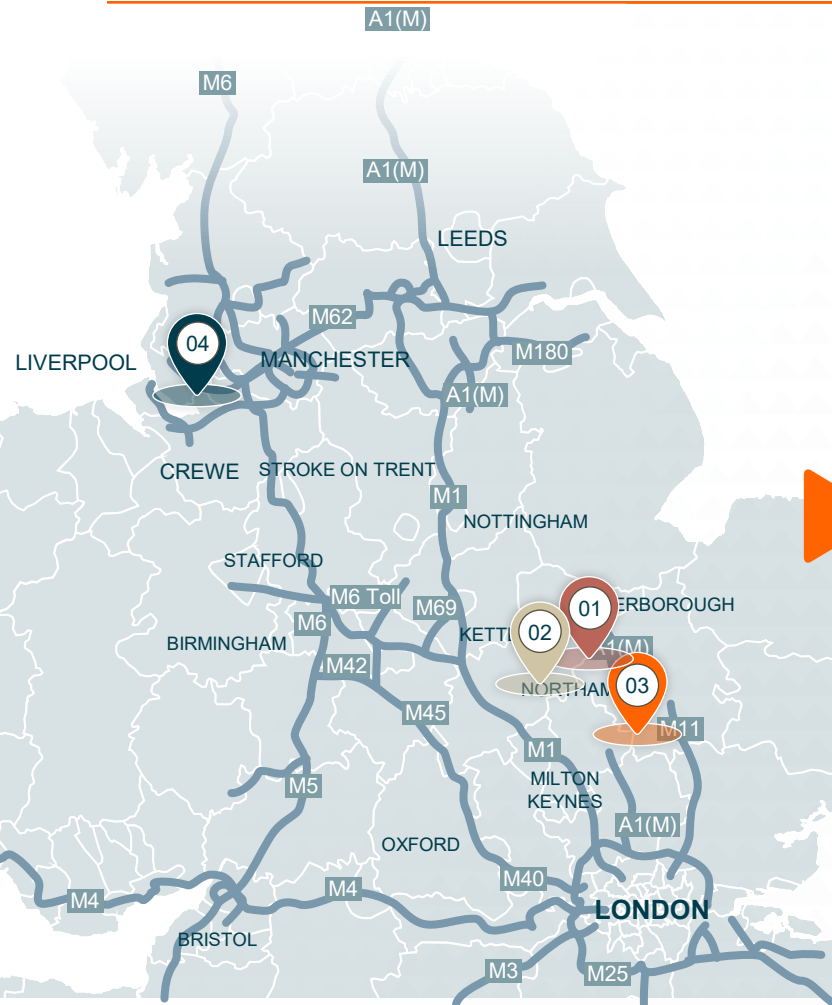 A1(M)
M6
A1(M)
LEEDS
M62
04
LIVERPOOL
MANCHESTER
M180
A1(M)
CREWE
STROKE ON TRENT
M1
NOTTINGHAM
STAFFORD
M6 Toll
M69
01
ERBOROUGH
M6
02
KETT
A1(M)
BIRMINGHAM
M42
03
NORTHAM
M45
M11
M1
MILTON
KEYNES
M5
A1(M)
OXFORD
M40
M4
M4
LONDON
BRISTOL
M3
M25